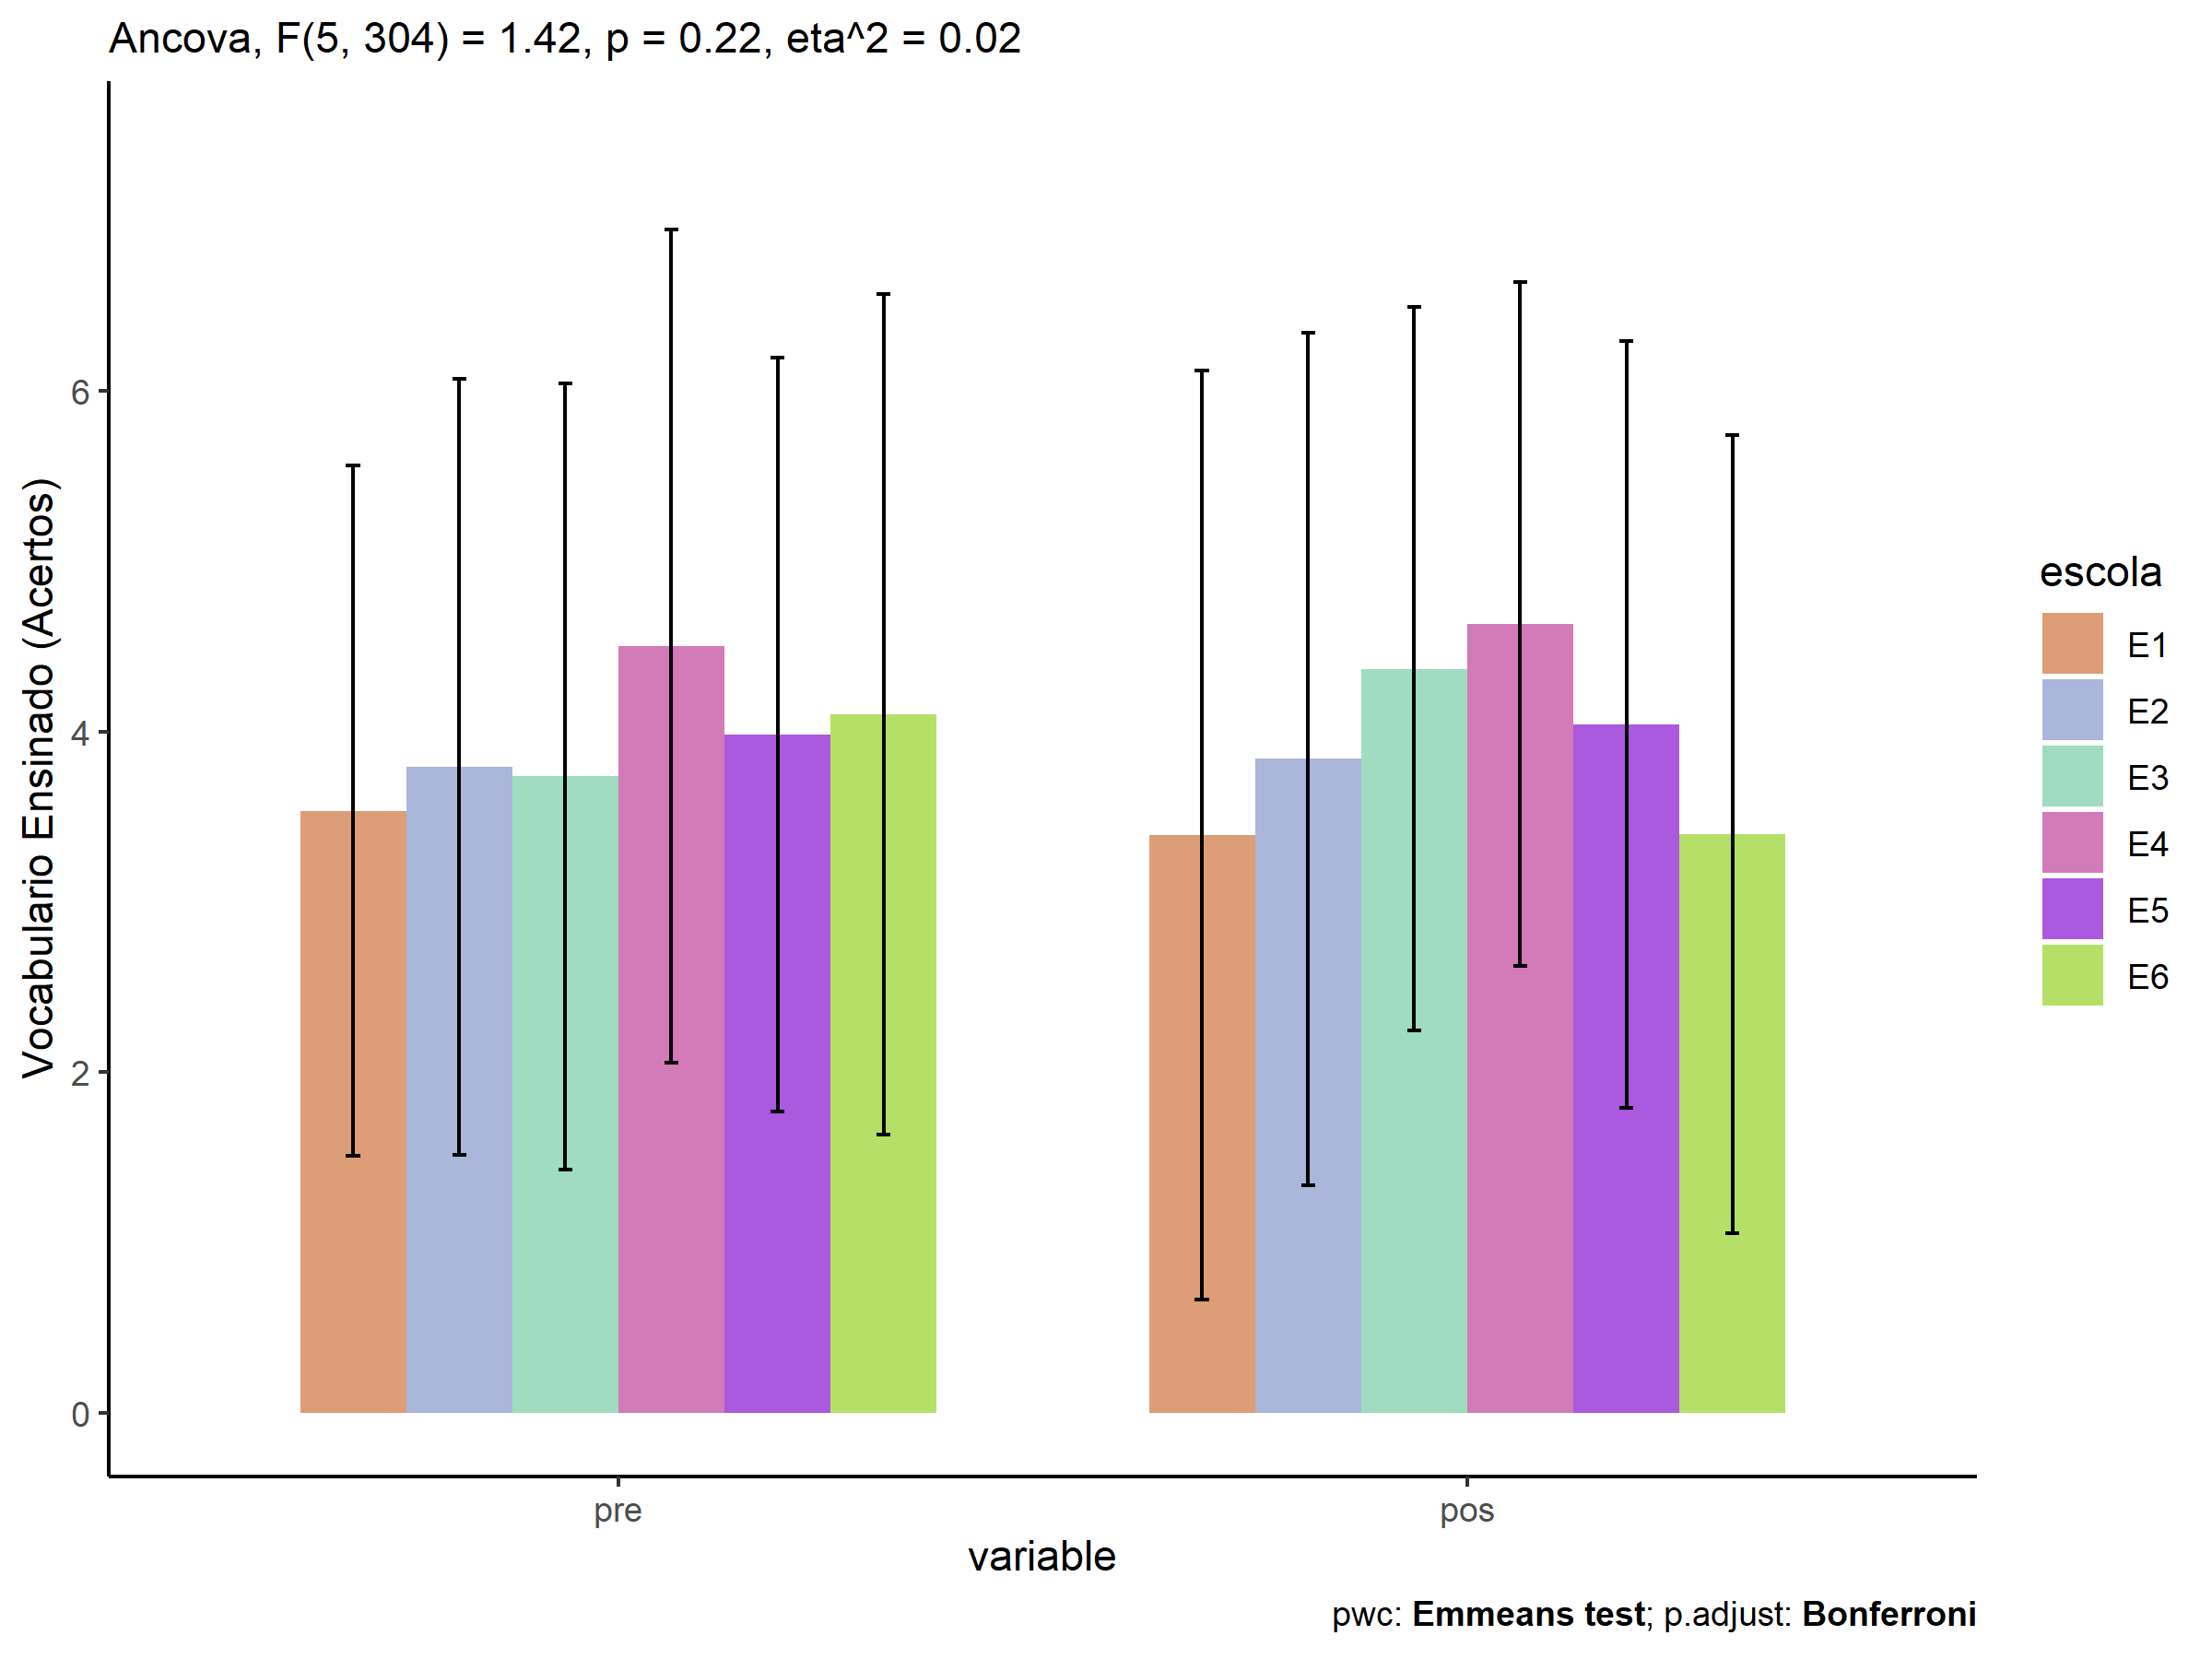 Ancova, F(5, 304) = 1.42, p = 0.22, eta^2 = 0.02
Vocabulario Ensinado (Acertos)
6
4
2
0
pre
pos
variable
escola
E1
E2
E3
E4
E5
E6
pwc: Emmeans test; p.adjust: Bonferroni